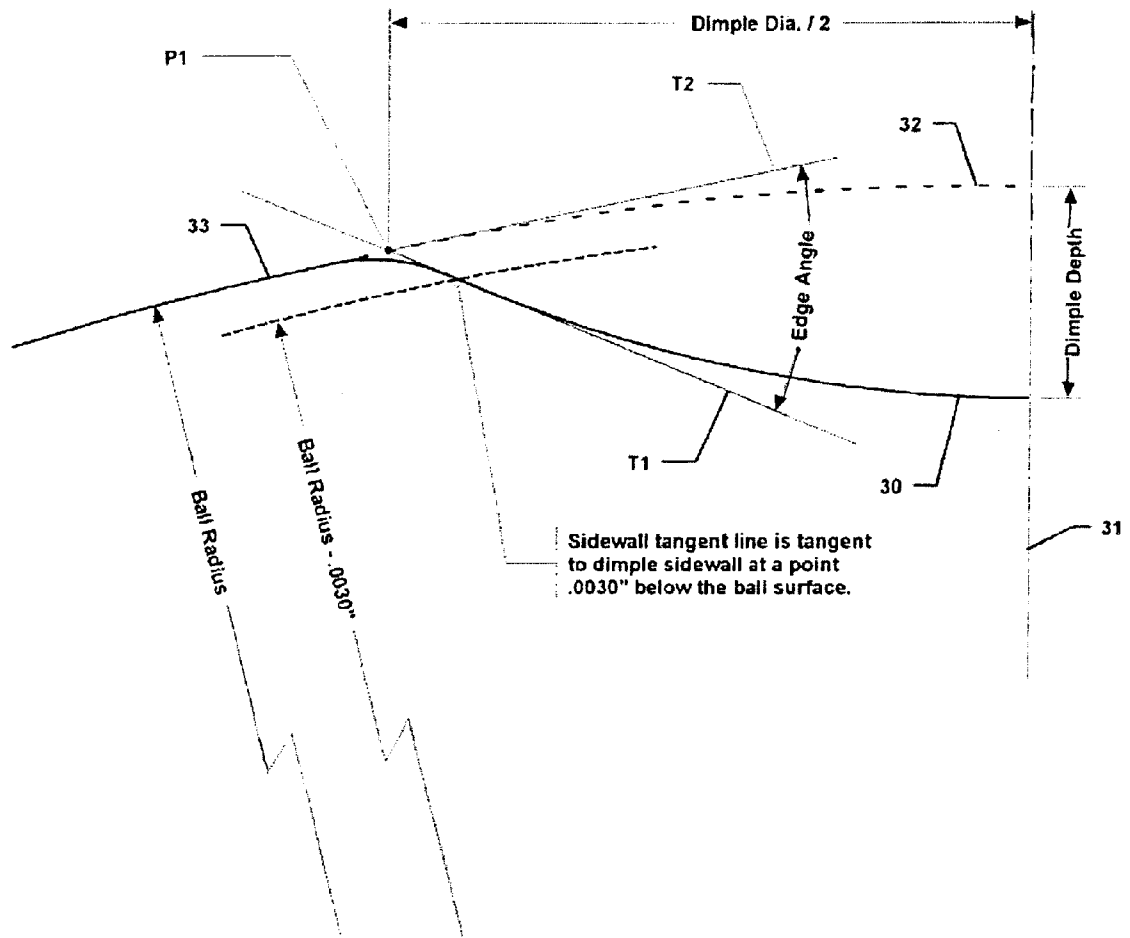 Dimple Dia. / 2
P1
T2
32
33
Edge Angle
Dimple Depth
T1
30
31
Ball Radius
Ball Radius - .0030"
Sidewall tangent line is tangent
to dimple sidewall at a point
.0030" below the ball surface.